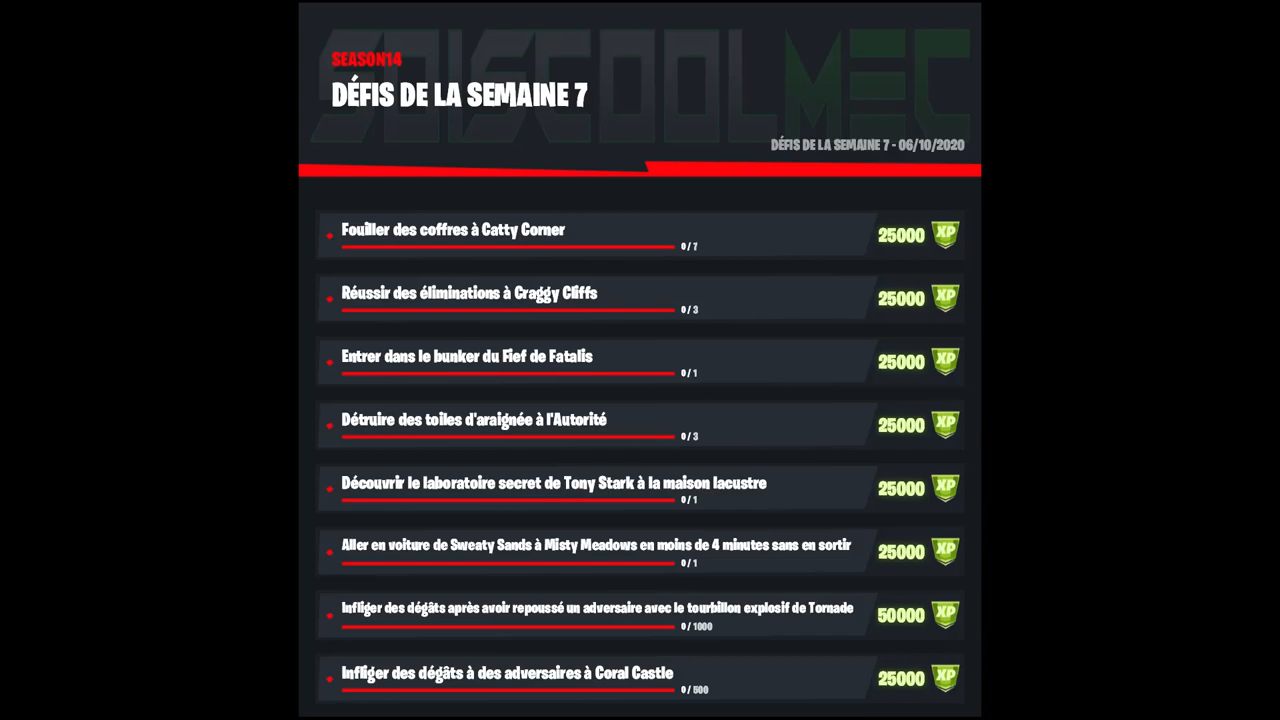 SOISCOOLMEC
SEASON14
DÉFIS DE LA SEMAINE 7
DÉFIS DE LA SEMAINE 7 - 06/10/2020
Fouiller des coffres à Catty Corner
0 / 7
25000 XP
Réussir des éliminations à Craggy Cliffs
0 / 3
25000 XP
Entrer dans le bunker du Fief de Fatalis
0 / 1
25000 XP
Détruire des toiles d'araignée à l'Autorité
0 / 3
25000 XP
Découvrir le laboratoire secret de Tony Stark à la maison lacustre
0 / 1
25000 XP
Aller en voiture de Sweaty Sands à Misty Meadows en moins de 4 minutes sans en sortir
0 / 1
25000 XP
Infliger des dégâts après avoir repoussé un adversaire avec le tourbillon explosif de Tornade
0 / 1000
50000 XP
Infliger des dégâts à des adversaires à Coral Castle
0 / 500
25000 XP